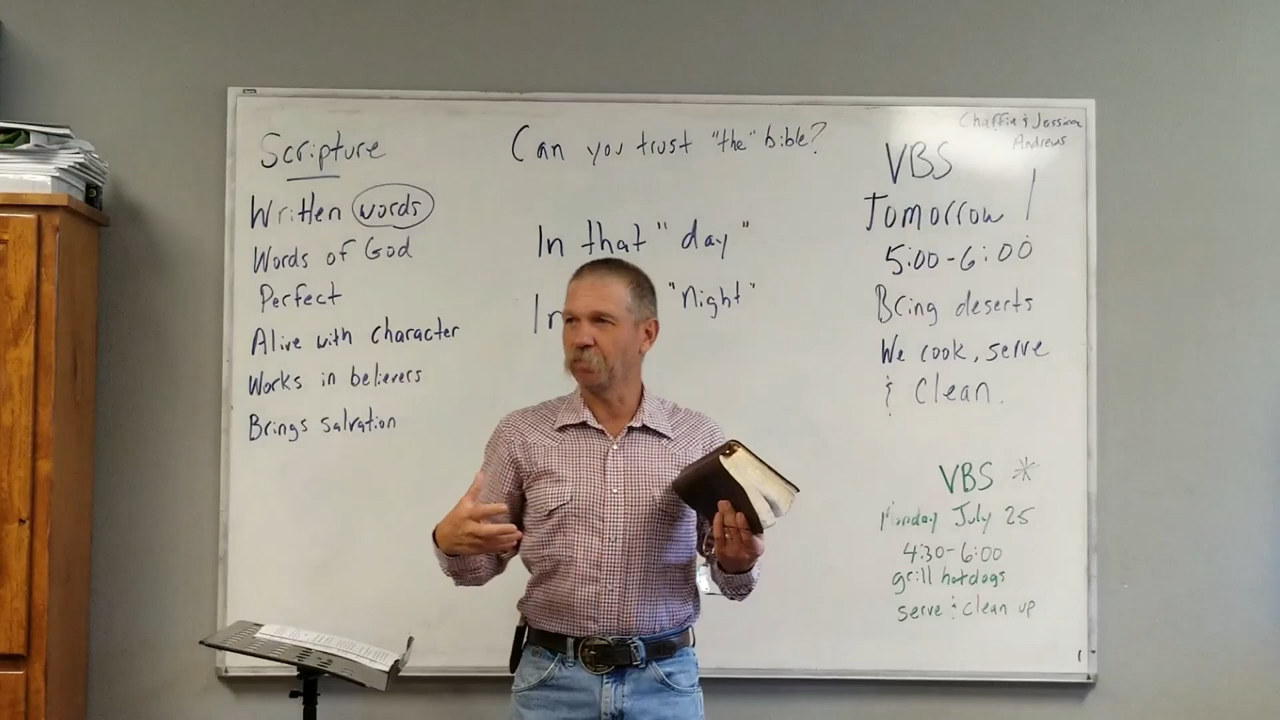 Scripture
Written words
Words of God
Perfect
Alive with character
Works in believers
Brings salvation
Can you trust "the" bible?
In that "day"
In "Night"
Chaffin & Jessica
Andrews
VBS
Tomorrow !
5:00-6:00
Bring deserts
We cook, serve
& Clean.
VBS *
Monday July 25
4:30-6:00
grill hotdogs
serve & clean up